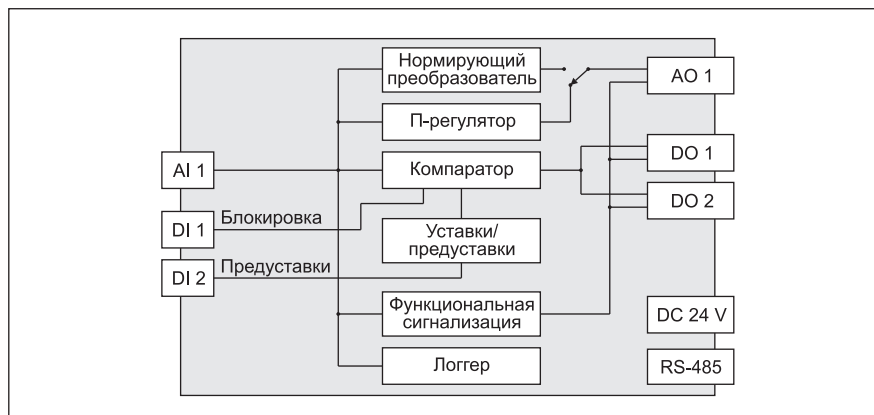 Нормирующий
преобразователь
AO 1
П-регулятор
DO 1
AI 1
Компаратор
DO 2
DI 1
Блокировка
Уставки/
предуставки
DI 2
Предуставки
Функциональная
сигнализация
DC 24 V
Логгер
RS-485